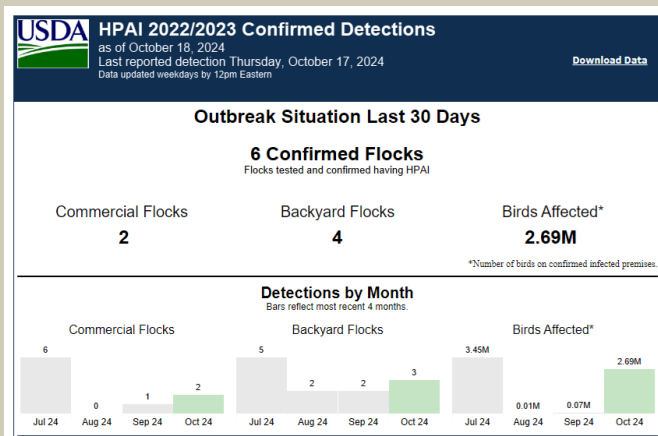 USDA
HPAI 2022/2023 Confirmed Detections
as of October 18, 2024
Last reported detection Thursday, October 17, 2024
Data updated weekdays by 12pm Eastern
Download Data
Outbreak Situation Last 30 Days
6 Confirmed Flocks
Flocks tested and confirmed having HPAI
Commercial Flocks
2
Backyard Flocks
4
Birds Affected*
2.69M
*Number of birds on confirmed infected premises.
Detections by Month
Bars reflect most recent 4 months.
Commercial Flocks
6
0
1
2
Jul 24 Aug 24 Sep 24 Oct 24
Backyard Flocks
5
2
2
3
Jul 24 Aug 24 Sep 24 Oct 24
Birds Affected*
3.45M
0.01M
0.07M
2.69M
Jul 24 Aug 24 Sep 24 Oct 24